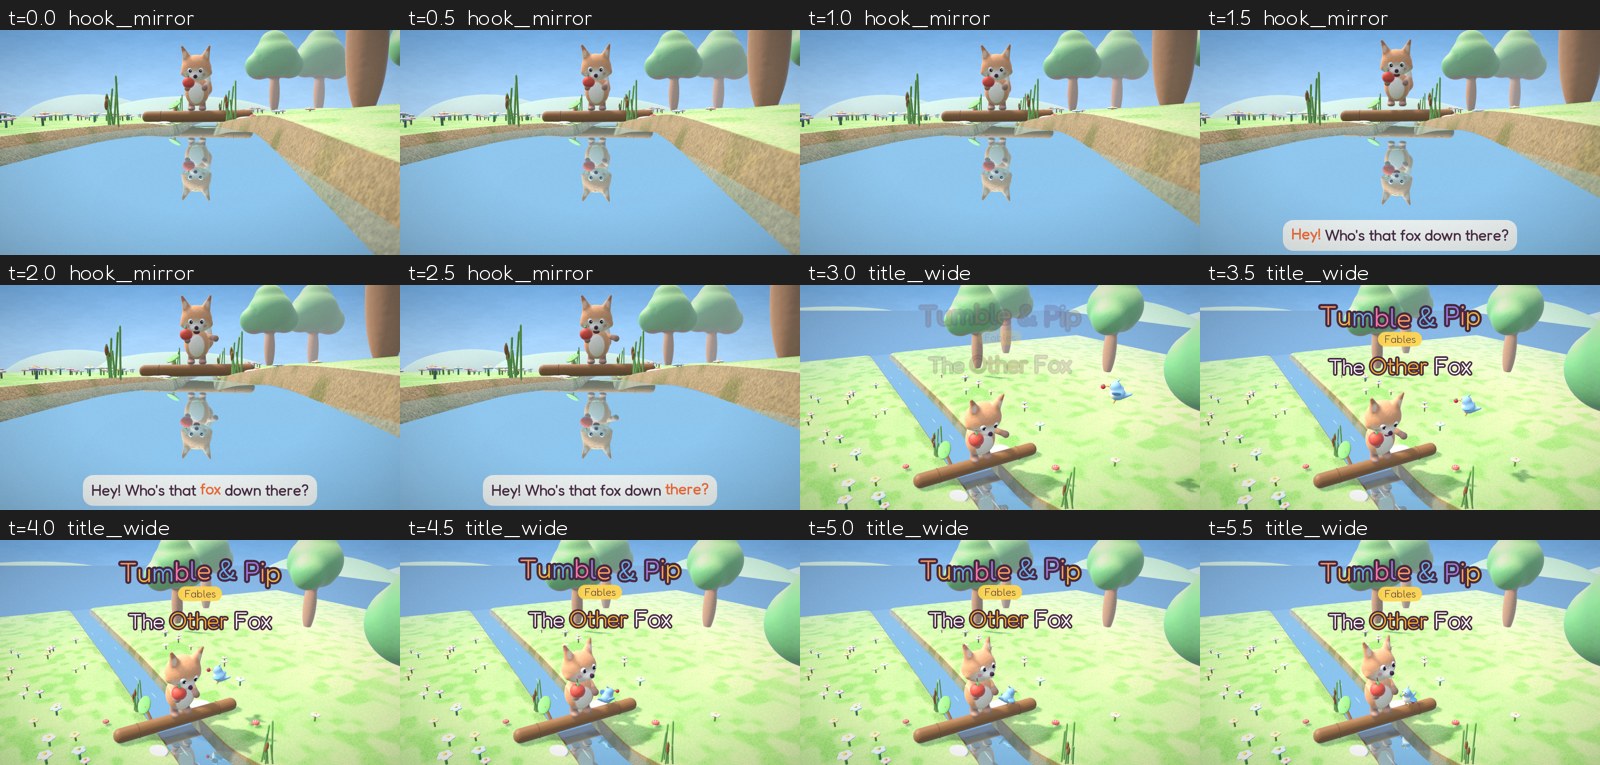 t=0.0 hook_mirror
t=0.5 hook_mirror
t=1.0 hook_mirror
t=1.5 hook_mirror
Hey! Who's that fox down there?
t=2.0 hook_mirror
Hey! Who's that fox down there?
t=2.5 hook_mirror
Hey! Who's that fox down there?
t=3.0 title_wide
Tumble & Pip
The Other Fox
t=3.5 title_wide
Tumble & Pip
Fables
The Other Fox
t=4.0 title_wide
Tumble & Pip
Fables
The Other Fox
t=4.5 title_wide
Tumble & Pip
Fables
The Other Fox
t=5.0 title_wide
Tumble & Pip
Fables
The Other Fox
t=5.5 title_wide
Tumble & Pip
Fables
The Other Fox